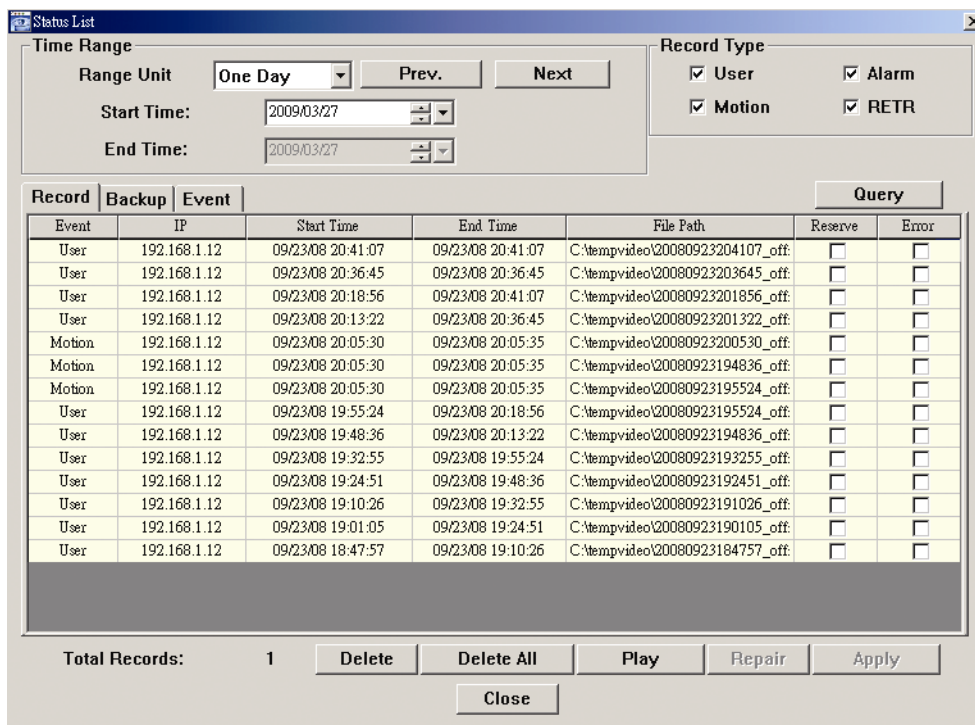 Status List
Time Range
Record Type
Range Unit One Day Prev. Next
User Alarm
Start Time: 2009/03/27
Motion RETR
End Time: 2009/03/27
Record Backup Event Query
Event IP Start Time End Time File Path Reserve Error
User 192.168.1.12 09/23/08 20:41:07 09/23/08 20:41:07 C:\tempvideo\20080923204107_off:
User 192.168.1.12 09/23/08 20:36:45 09/23/08 20:36:45 C:\tempvideo\20080923203645_off:
User 192.168.1.12 09/23/08 20:18:56 09/23/08 20:41:07 C:\tempvideo\20080923201856_off:
User 192.168.1.12 09/23/08 20:13:22 09/23/08 20:36:45 C:\tempvideo\20080923201322_off:
Motion 192.168.1.12 09/23/08 20:05:30 09/23/08 20:05:35 C:\tempvideo\20080923200530_off:
Motion 192.168.1.12 09/23/08 20:05:30 09/23/08 20:05:35 C:\tempvideo\20080923194836_off:
Motion 192.168.1.12 09/23/08 20:05:30 09/23/08 20:05:35 C:\tempvideo\20080923195524_off:
User 192.168.1.12 09/23/08 19:55:24 09/23/08 20:18:56 C:\tempvideo\20080923195524_off:
User 192.168.1.12 09/23/08 19:48:36 09/23/08 20:13:22 C:\tempvideo\20080923194836_off:
User 192.168.1.12 09/23/08 19:32:55 09/23/08 19:55:24 C:\tempvideo\20080923193255_off:
User 192.168.1.12 09/23/08 19:24:51 09/23/08 19:48:36 C:\tempvideo\20080923192451_off:
User 192.168.1.12 09/23/08 19:10:26 09/23/08 19:32:55 C:\tempvideo\20080923191026_off:
User 192.168.1.12 09/23/08 19:01:05 09/23/08 19:24:51 C:\tempvideo\20080923190105_off:
User 192.168.1.12 09/23/08 18:47:57 09/23/08 19:10:26 C:\tempvideo\20080923184757_off:
Total Records: 1 Delete Delete All Play Repair Apply
Close